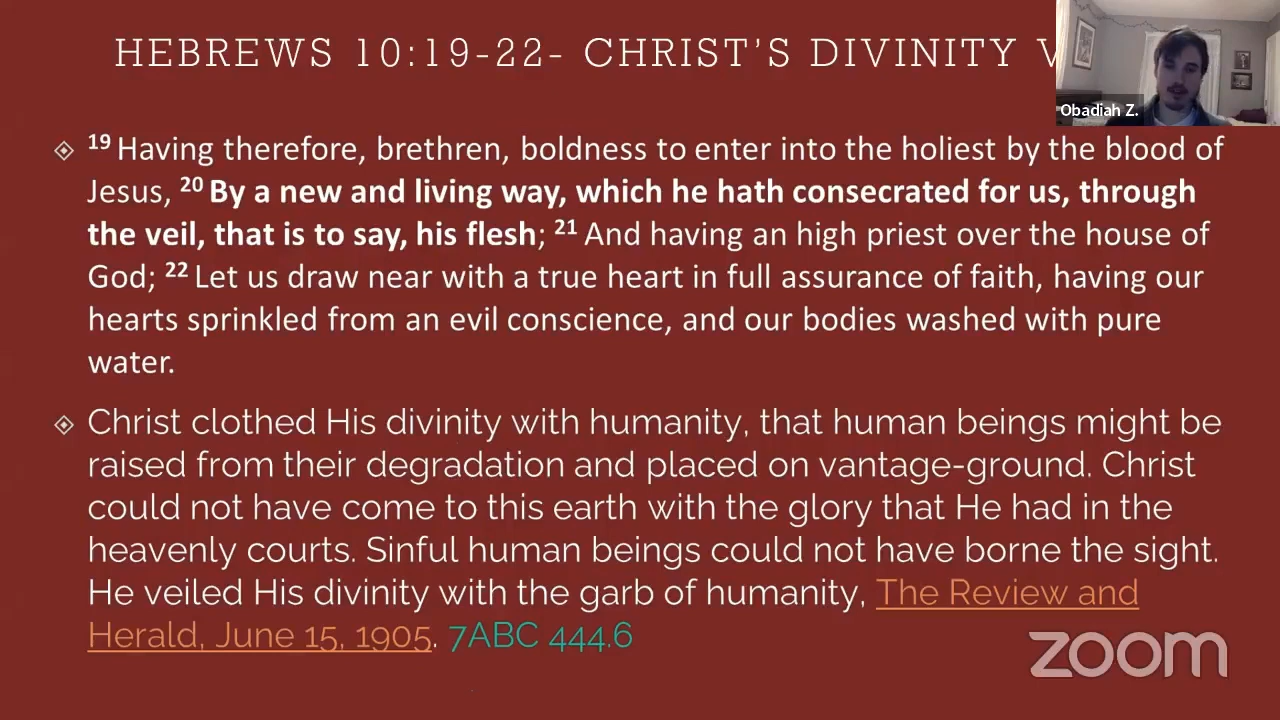 HEBREWS 10:19-22- CHRIST'S DIVINITY
Obadiah Z.
19 Having therefore, brethren, boldness to enter into the holiest by the blood of
Jesus, 20 By a new and living way, which he hath consecrated for us, through
the veil, that is to say, his flesh; 21 And having an high priest over the house of
God; 22 Let us draw near with a true heart in full assurance of faith, having our
hearts sprinkled from an evil conscience, and our bodies washed with pure
water.
Christ clothed His divinity with humanity, that human beings might be
raised from their degradation and placed on vantage-ground. Christ
could not have come to this earth with the glory that He had in the
heavenly courts. Sinful human beings could not have borne the sight.
He veiled His divinity with the garb of humanity, The Review and
Herald, June 15, 1905. 7ABC 444.6
zoom